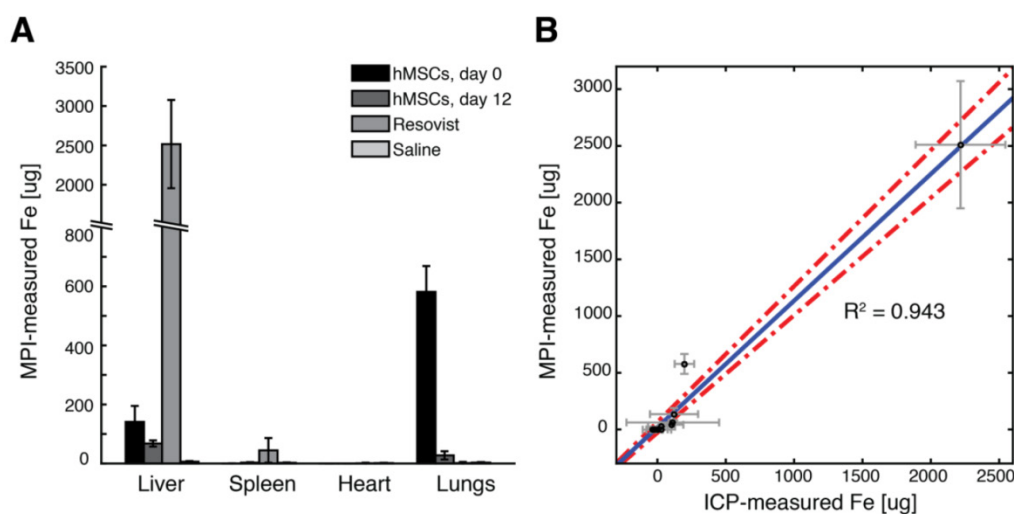 A
MPI-measured Fe [ug]
3500
3000
2500
2000
800
600
400
200
0
hMSCs, day 0
hMSCs, day 12
Resovist
Saline
Liver Spleen Heart Lungs
B
MPI-measured Fe [ug]
3000
2500
2000
1500
1000
500
0
R² = 0.943
0 500 1000 1500 2000 2500
ICP-measured Fe [ug]